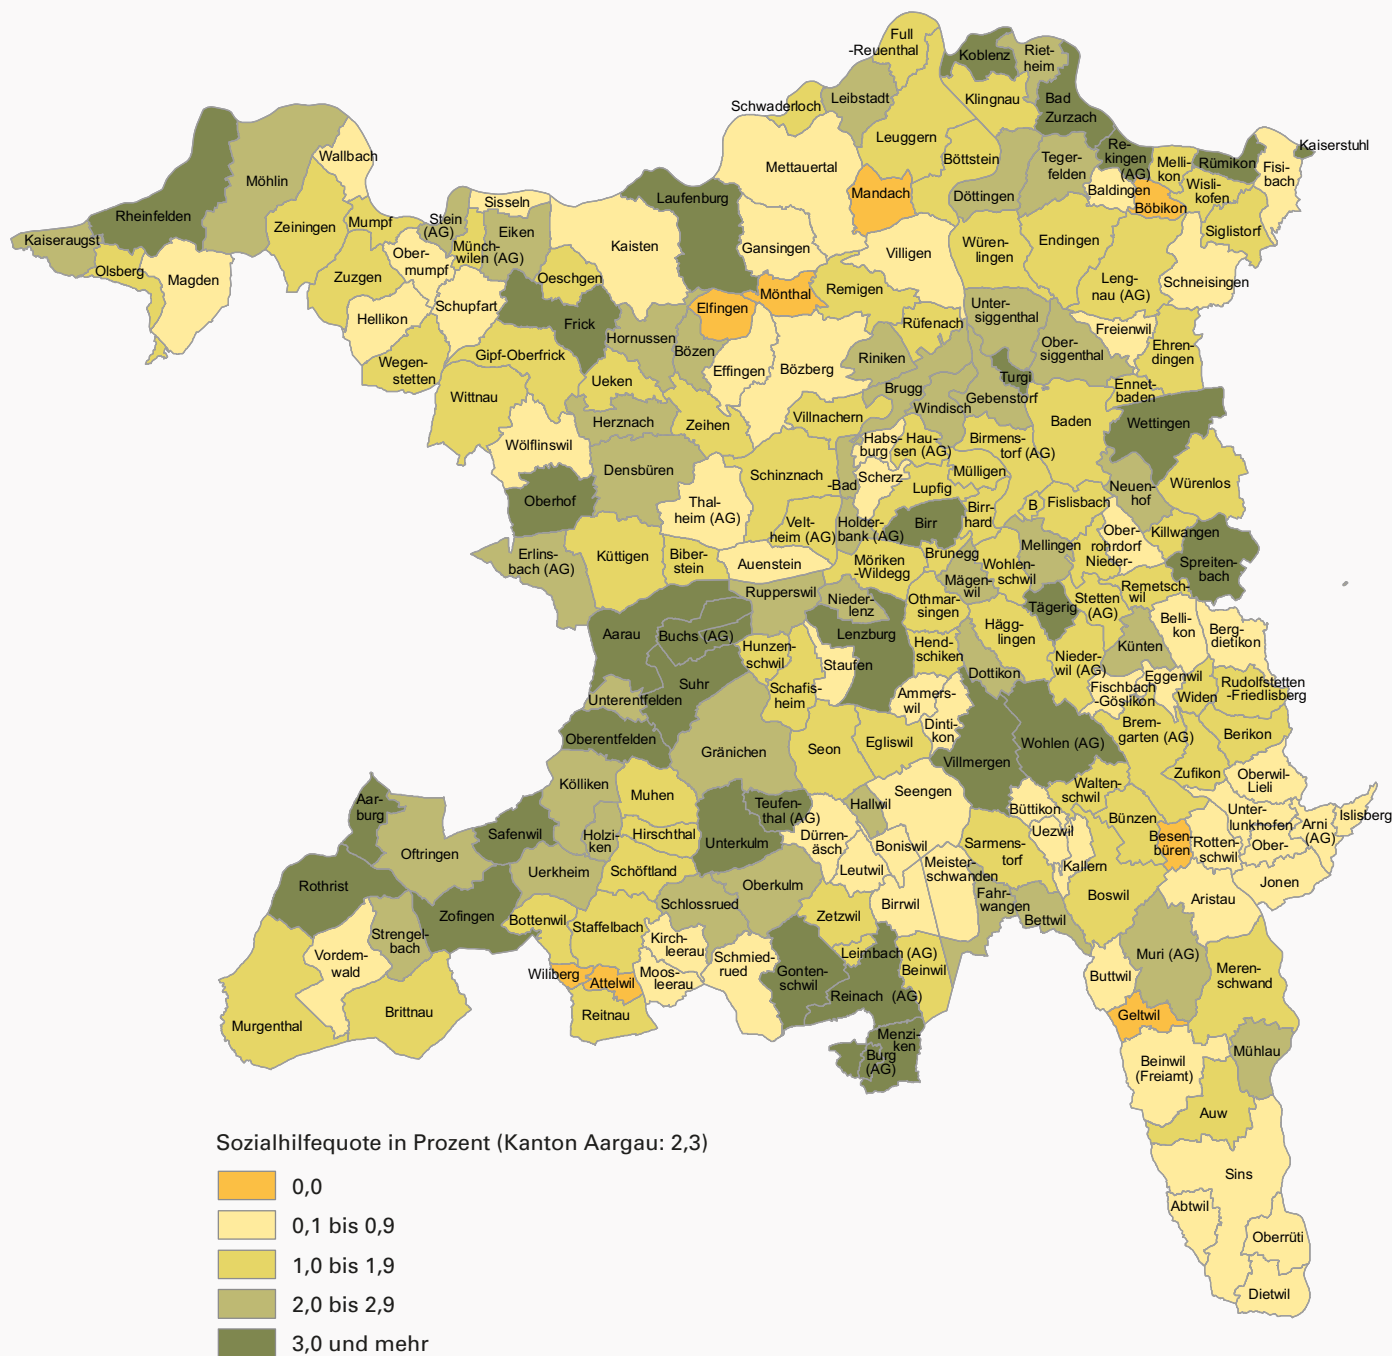 Full
-Reuenthal
Koblenz
Riet-
heim
Schwaderloch
Leibstadt
Klingnau
Bad
Zurzach
Leuggern
Böttstein
Teger-
felden
Re-
kingen
(AG)
Melli-
kon
Rümikon
Kaiserstuhl
Fisi-
bach
Wisli-
kofen
Baldingen
Böbikon
Siglistorf
Mettauertal
Mandach
Döttingen
Wallbach
Möhlin
Rheinfelden
Kaiseraugst
Olsberg
Magden
Zeiningen
Mumpf
Zuzgen
Stein
(AG)
Sisseln
Münch-
wilen (AG)
Eiken
Ober-
mumpf
Schupfart
Hellikon
Wegen-
stetten
Laufenburg
Kaisten
Oeschgen
Gansingen
Villigen
Würen-
lingen
Endingen
Leng-
nau (AG)
Schneisingen
Mönthal
Elfingen
Remigen
Frick
Hornussen
Bözen
Rüfenach
Unter-
siggenthal
Freienwil
Ober-
siggenthal
Ehren-
dingen
Gipf-Oberfrick
Ueken
Effingen
Bözberg
Riniken
Turgi
Brugg
Windisch
Gebenstorf
Ennet-
baden
Wittnau
Herznach
Zeihen
Villnachern
Baden
Wettingen
Wölflinswil
Densbüren
Schinznach
-Bad
Habs-
burg
Hau-
sen (AG)
Birmens-
torf (AG)
Scherz
Mülligen
Lupfig
Neuen-
hof
Würenlos
Oberhof
Thal-
heim (AG)
Velt-
heim (AG)
Holder-
bank (AG)
Birr
Birr-
hard
B
Fislisbach
Ober-
rohrdorf
Nieder-
Killwangen
Spreiten-
bach
Erlins-
bach (AG)
Küttigen
Biber-
stein
Auenstein
Möriken
-Wildegg
Brunegg
Mägen-
wil
Wohlen-
schwil
Mellingen
Remetsch-
wil
Rupperswil
Nieder-
lenz
Othmar-
singen
Tägerig
Stetten
(AG)
Aarau
Buchs (AG)
Lenzburg
Hägg-
lingen
Belli-
kon
Berg-
dietikon
Hunzen-
schwil
Staufen
Hend-
schiken
Dottikon
Nieder-
wil (AG)
Künten
Suhr
Unterentfelden
Schafis-
heim
Ammers-
wil
Fischbach
-Göslikon
Eggenwil
Widen
Rudolfstetten
-Friedlisberg
Oberentfelden
Gränichen
Seon
Egliswil
Dinti-
kon
Villmergen
Wohlen (AG)
Brem-
garten (AG)
Berikon
Kölliken
Muhen
Hallwil
Seengen
Walten-
schwil
Zufikon
Oberwil-
Lieli
Aar-
burg
Oftringen
Safenwil
Holzi-
ken
Hirschthal
Teufen-
thal (AG)
Unterkulm
Dürren-
äsch
Boniswil
Büttikon
Uezwil
Bünzen
Besen-
büren
Rotten-
schwil
Unter-
lunkhofen
Ober-
Arni
(AG)
Islisberg
Sarmens-
torf
Kallern
Jonen
Rothrist
Zofingen
Uerkheim
Schöftland
Oberkulm
Leutwil
Meister-
schwanden
Boswil
Aristau
Strengel-
bach
Bottenwil
Staffelbach
Schlossrued
Zetzwil
Birrwil
Fahr-
wangen
Bettwil
Vordem-
wald
Kirch-
leerau
Schmied-
rued
Gonten-
schwil
Leimbach (AG)
Beinwil
Muri (AG)
Meren-
schwand
Murgenthal
Brittnau
Wiliberg
Attelwil
Moos-
leerau
Reitnau
Reinach (AG)
Buttwil
Geltwil
Menzi-
ken
Burg
(AG)
Beinwil
(Freiamt)
Mühlau
Auw
Sins
Abtwil
Oberrüti
Dietwil
Sozialhilfequote in Prozent (Kanton Aargau: 2,3)
0,0
0,1 bis 0,9
1,0 bis 1,9
2,0 bis 2,9
3,0 und mehr